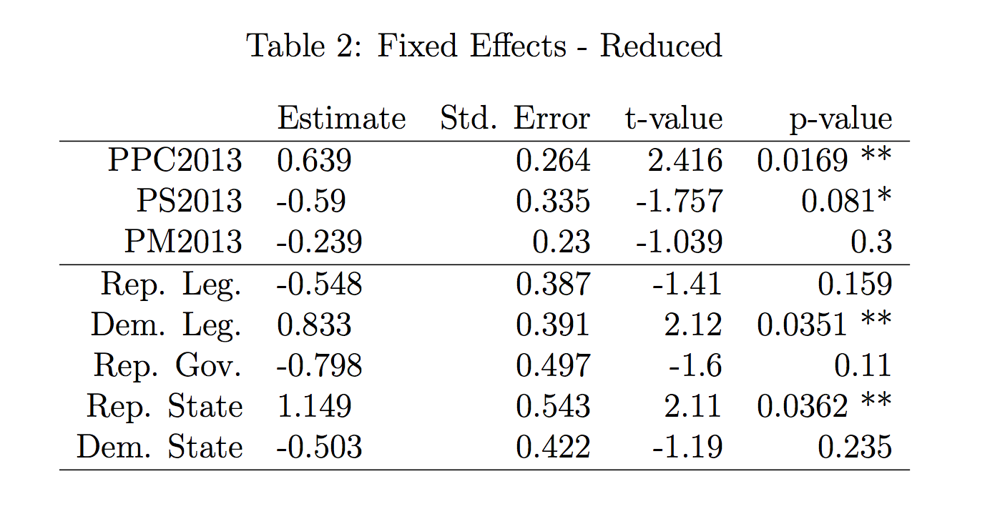 Table 2: Fixed Effects - Reduced
Estimate Std. Error t-value p-value
PPC2013 0.639 0.264 2.416 0.0169 **
PS2013 -0.59 0.335 -1.757 0.081*
PM2013 -0.239 0.23 -1.039 0.3
Rep. Leg. -0.548 0.387 -1.41 0.159
Dem. Leg. 0.833 0.391 2.12 0.0351 **
Rep. Gov. -0.798 0.497 -1.6 0.11
Rep. State 1.149 0.543 2.11 0.0362 **
Dem. State -0.503 0.422 -1.19 0.235